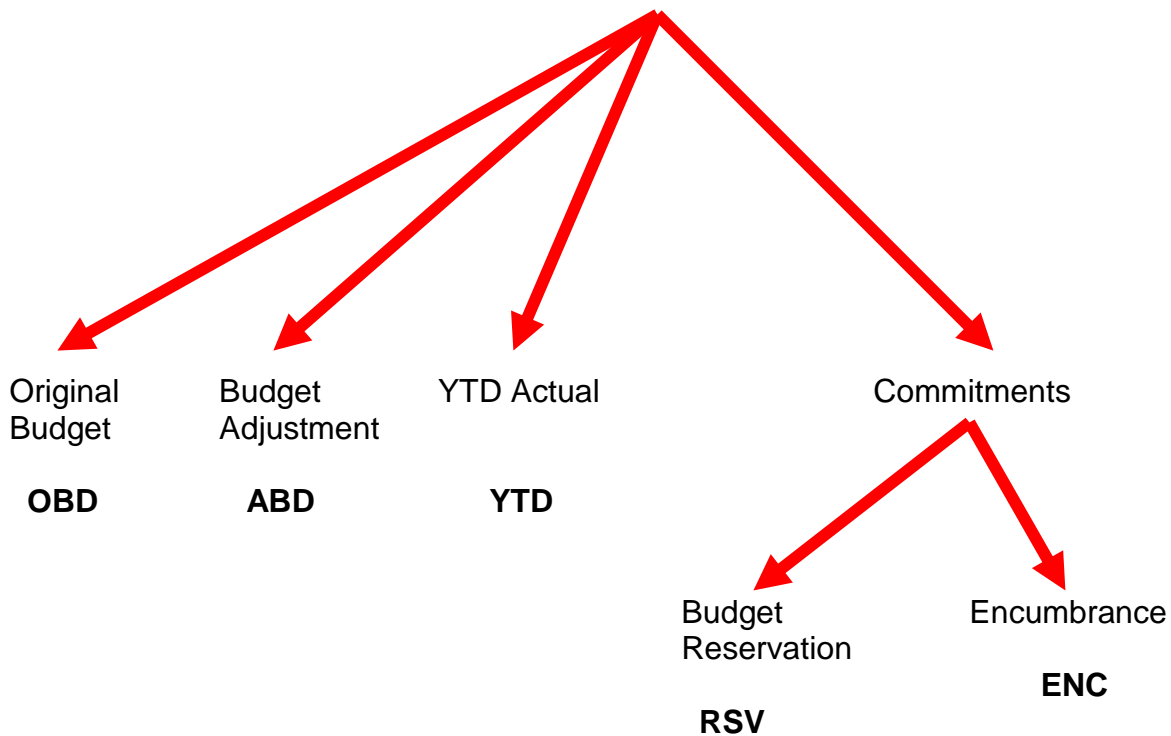 Original
Budget
OBD
Budget
Adjustment
ABD
YTD Actual
YTD
Commitments
Budget
Reservation
RSV
Encumbrance
ENC